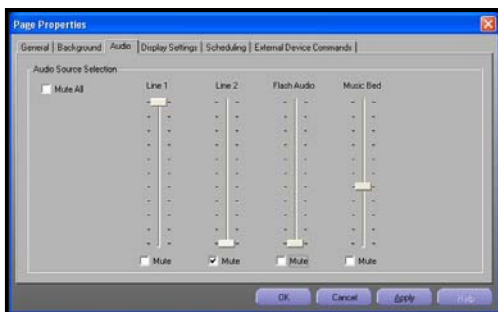 Page Properties
General Background Audio Display Settings Scheduling External Device Commands
Audio Source Selection
Mute All Line 1 Line 2 Flash Audio Music Bed
Mute Mute Mute Mute
OK Cancel Apply Help